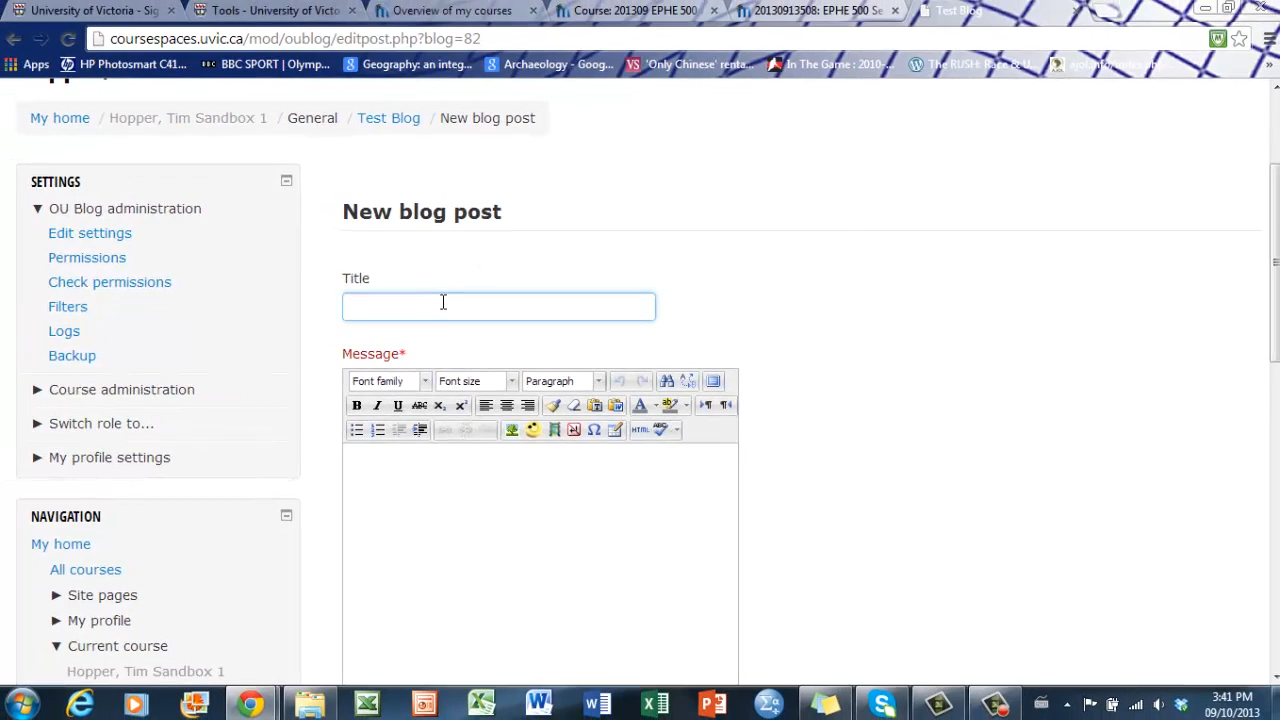 University of Victoria - Sig
Tools - University of Victo
Overview of my courses
Course: 201309 EPHE 500
20130913508: EPHE 500 Se
Test Blog
coursespaces.uvic.ca/mod/oublog/editpost.php?blog=82
Apps
HP Photosmart C41...
BBC SPORT | Olymp...
Geography: an integ...
Archaeology - Goog...
'Only Chinese' renta...
In The Game : 2010-...
The RUSH: Race & U...
My home / Hopper, Tim Sandbox 1 / General / Test Blog / New blog post
SETTINGS
OU Blog administration
Edit settings
Permissions
Check permissions
Filters
Logs
Backup
Course administration
Switch role to...
My profile settings
NAVIGATION
My home
All courses
Site pages
My profile
Current course
Hopper, Tim Sandbox 1
New blog post
Title
Message*
Font family
Font size
Paragraph
B I U ABC
HTML
3:41 PM
09/10/2013